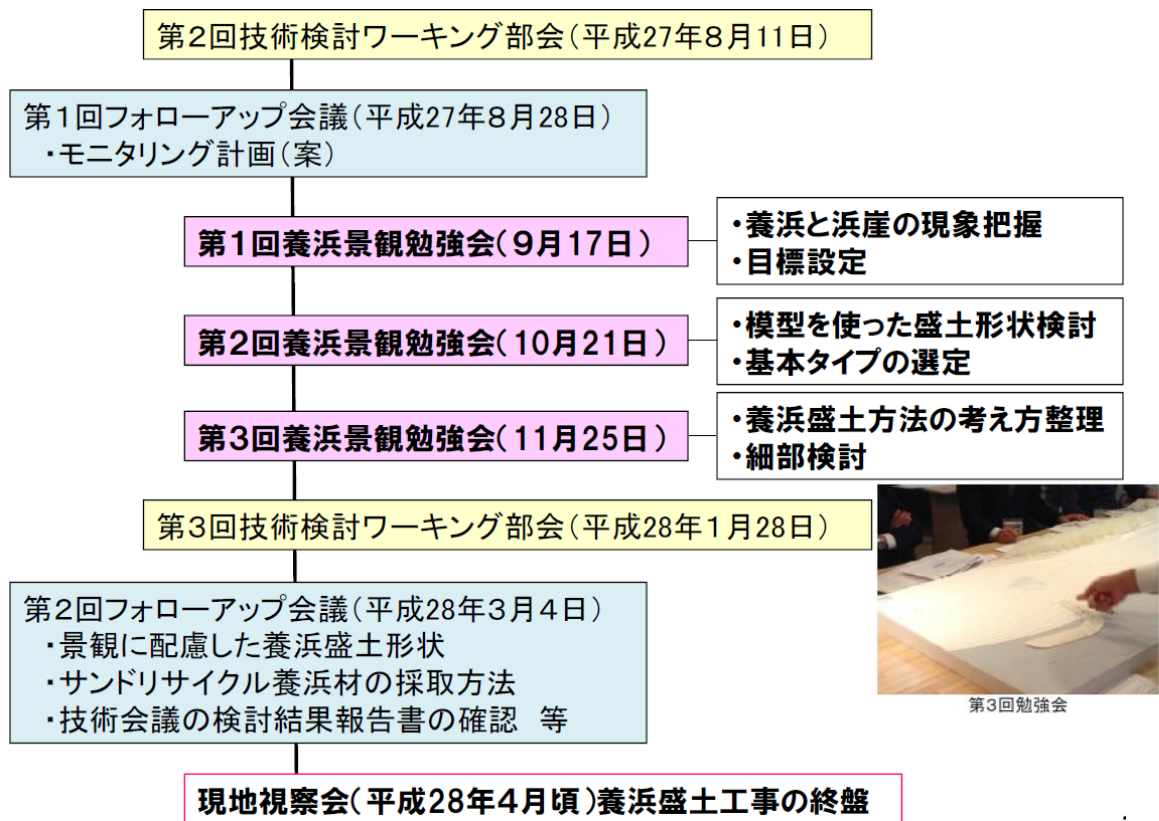 第2回技術検討ワーキング部会(平成27年8月11日)
第1回フォローアップ会議(平成27年8月28日)
・モニタリング計画(案)
第1回養浜景観勉強会(9月17日)
・養浜と浜崖の現象把握
・目標設定
第2回養浜景観勉強会(10月21日)
・模型を使った盛土形状検討
・基本タイプの選定
第3回養浜景観勉強会(11月25日)
・養浜盛土方法の考え方整理
・細部検討
第3回技術検討ワーキング部会(平成28年1月28日)
第2回フォローアップ会議(平成28年3月4日)
・景観に配慮した養浜盛土形状
・サンドリサイクル養浜材の採取方法
・技術会議の検討結果報告書の確認 等
第3回勉強会
現地視察会(平成28年4月頃)養浜盛土工事の終盤